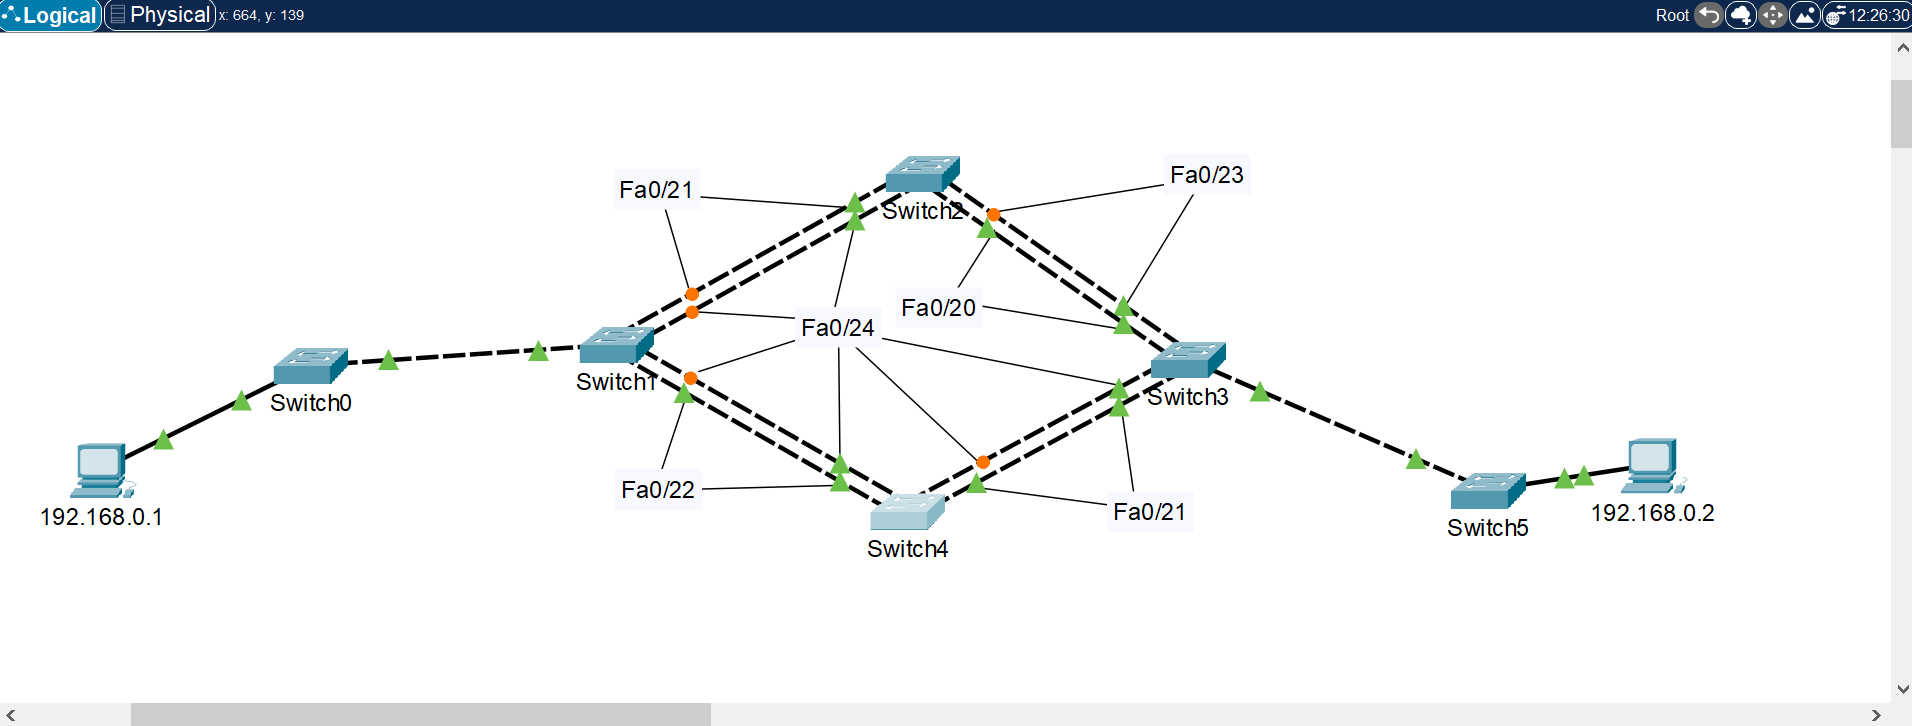 Logical Physical x: 664, y: 139 Root 12:26:30
Fa0/21
Fa0/23
Switch2
Fa0/20
Fa0/24
Switch1
Switch0
Switch3
Fa0/22
Fa0/21
192.168.0.1
192.168.0.2
Switch5
Switch4